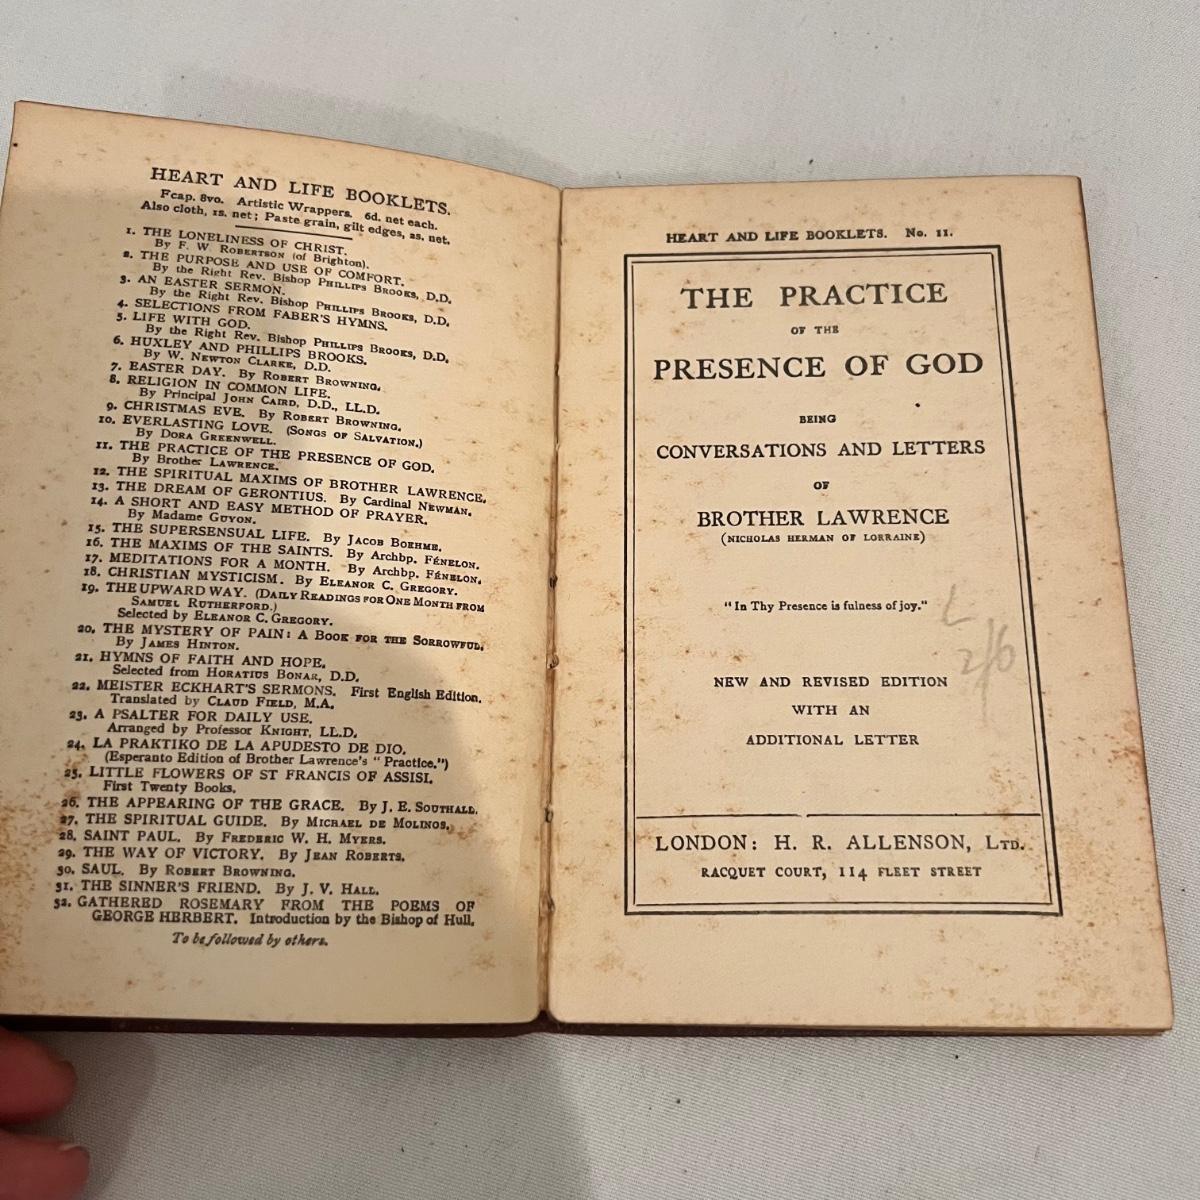 HEART AND LIFE BOOKLETS.
Fcap. 8vo. Artistic Wrappers. 6d. net each.
Also cloth, 1s. net; Paste grain, gilt edges, 2s. net.
1. THE LONELINESS OF CHRIST.
By F. W. ROBERTSON (of Brighton).
2. THE PURPOSE AND USE OF COMFORT.
By the Right Rev. Bishop PHILLIPS BROOKS, D.D.
3. AN EASTER SERMON.
By the Right Rev. Bishop PHILLIPS BROOKS, D.D.
4. SELECTIONS FROM FABER'S HYMNS.
5. LIFE WITH GOD.
By the Right Rev. Bishop PHILLIPS BROOKS, D.D.
6. HUXLEY AND PHILLIPS BROOKS.
By W. NEWTON CLARKE, D.D.
7. EASTER DAY. By ROBERT BROWNING.
8. RELIGION IN COMMON LIFE.
By Principal JOHN CAIRD, D.D., LL.D.
9. CHRISTMAS EVE. By ROBERT BROWNING.
10. EVERLASTING LOVE. (SONGS OF SALVATION.)
By DORA GREENWELL.
11. THE PRACTICE OF THE PRESENCE OF GOD.
By Brother LAWRENCE.
12. THE SPIRITUAL MAXIMS OF BROTHER LAWRENCE.
13. THE DREAM OF GERONTIUS. By Cardinal NEWMAN.
14. A SHORT AND EASY METHOD OF PRAYER.
By Madame GUYON.
15. THE SUPERSENSUAL LIFE. By JACOB BOEHME.
16. THE MAXIMS OF THE SAINTS. By Archbp. FÉNELON.
17. MEDITATIONS FOR A MONTH. By Archbp. FÉNELON.
18. CHRISTIAN MYSTICISM. By ELEANOR C. GREGORY.
19. THE UPWARD WAY. (DAILY READINGS FOR ONE MONTH FROM
SAMUEL RUTHERFORD.)
Selected by ELEANOR C. GREGORY.
20. THE MYSTERY OF PAIN: A BOOK FOR THE SORROWFUL.
By JAMES HINTON.
21. HYMNS OF FAITH AND HOPE.
Selected from HORATIUS BONAR, D.D.
22. MEISTER ECKHART'S SERMONS. First English Edition.
Translated by CLAUD FIELD, M.A.
23. A PSALTER FOR DAILY USE.
Arranged by Professor KNIGHT, LL.D.
24. LA PRAKTIKO DE LA APUDESTO DE DIO.
(Esperanto Edition of Brother Lawrence's "Practice.")
25. LITTLE FLOWERS OF ST FRANCIS OF ASSISI.
First Twenty Books.
26. THE APPEARING OF THE GRACE. By J. E. SOUTHALL.
27. THE SPIRITUAL GUIDE. By MICHAEL DE MOLINOS.
28. SAINT PAUL. By FREDERIC W. H. MYERS.
29. THE WAY OF VICTORY. By JEAN ROBERTS.
30. SAUL. By ROBERT BROWNING.
31. THE SINNER'S FRIEND. By J. V. HALL.
32. GATHERED ROSEMARY FROM THE POEMS OF
GEORGE HERBERT. Introduction by the Bishop of Hull.
To be followed by others.
HEART AND LIFE BOOKLETS. No. 11.
THE PRACTICE
OF THE
PRESENCE OF GOD
BEING
CONVERSATIONS AND LETTERS
OF
BROTHER LAWRENCE
(NICHOLAS HERMAN OF LORRAINE)
"In Thy Presence is fulness of joy."
L
2/6
NEW AND REVISED EDITION
WITH AN
ADDITIONAL LETTER
LONDON: H. R. ALLENSON, LTD.
RACQUET COURT, 114 FLEET STREET